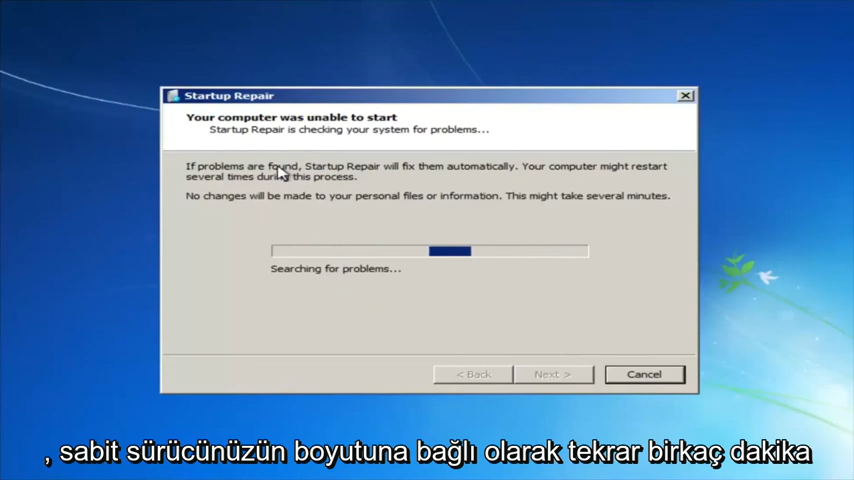 Startup Repair
Your computer was unable to start
Startup Repair is checking your system for problems...
If problems are found, Startup Repair will fix them automatically. Your computer might restart
several times during this process.
No changes will be made to your personal files or information. This might take several minutes.
Searching for problems...
< Back Next > Cancel
, sabit sürücünüzün boyutuna bağlı olarak tekrar birkaç dakika